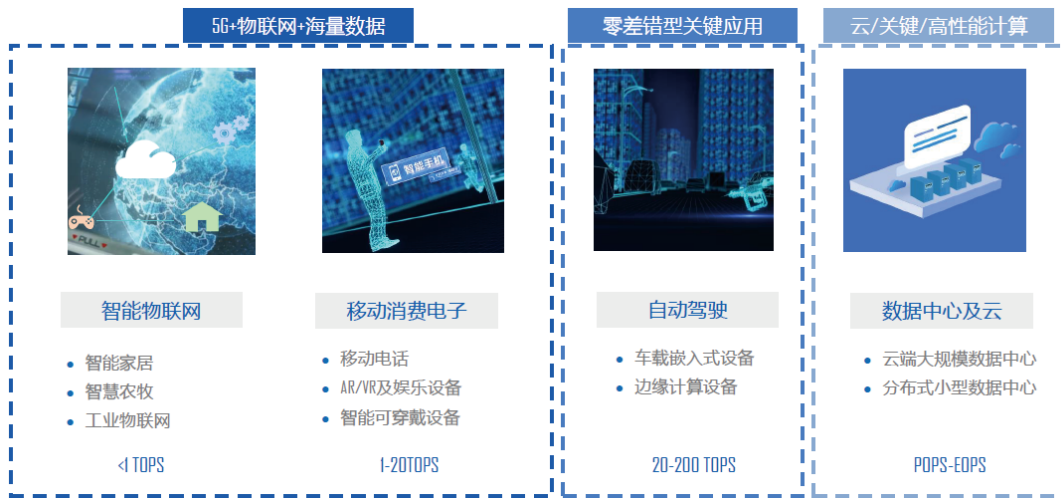 5G+物联网+海量数据
零差错型关键应用
云/关键/高性能计算
PULL
智能手机
智能物联网
移动消费电子
自动驾驶
数据中心及云
智能家居
智慧农牧
工业物联网
移动电话
AR/VR及娱乐设备
智能可穿戴设备
车载嵌入式设备
边缘计算设备
云端大规模数据中心
分布式小型数据中心
<1 TOPS
1-20TOPS
20-200 TOPS
POPS-EOPS